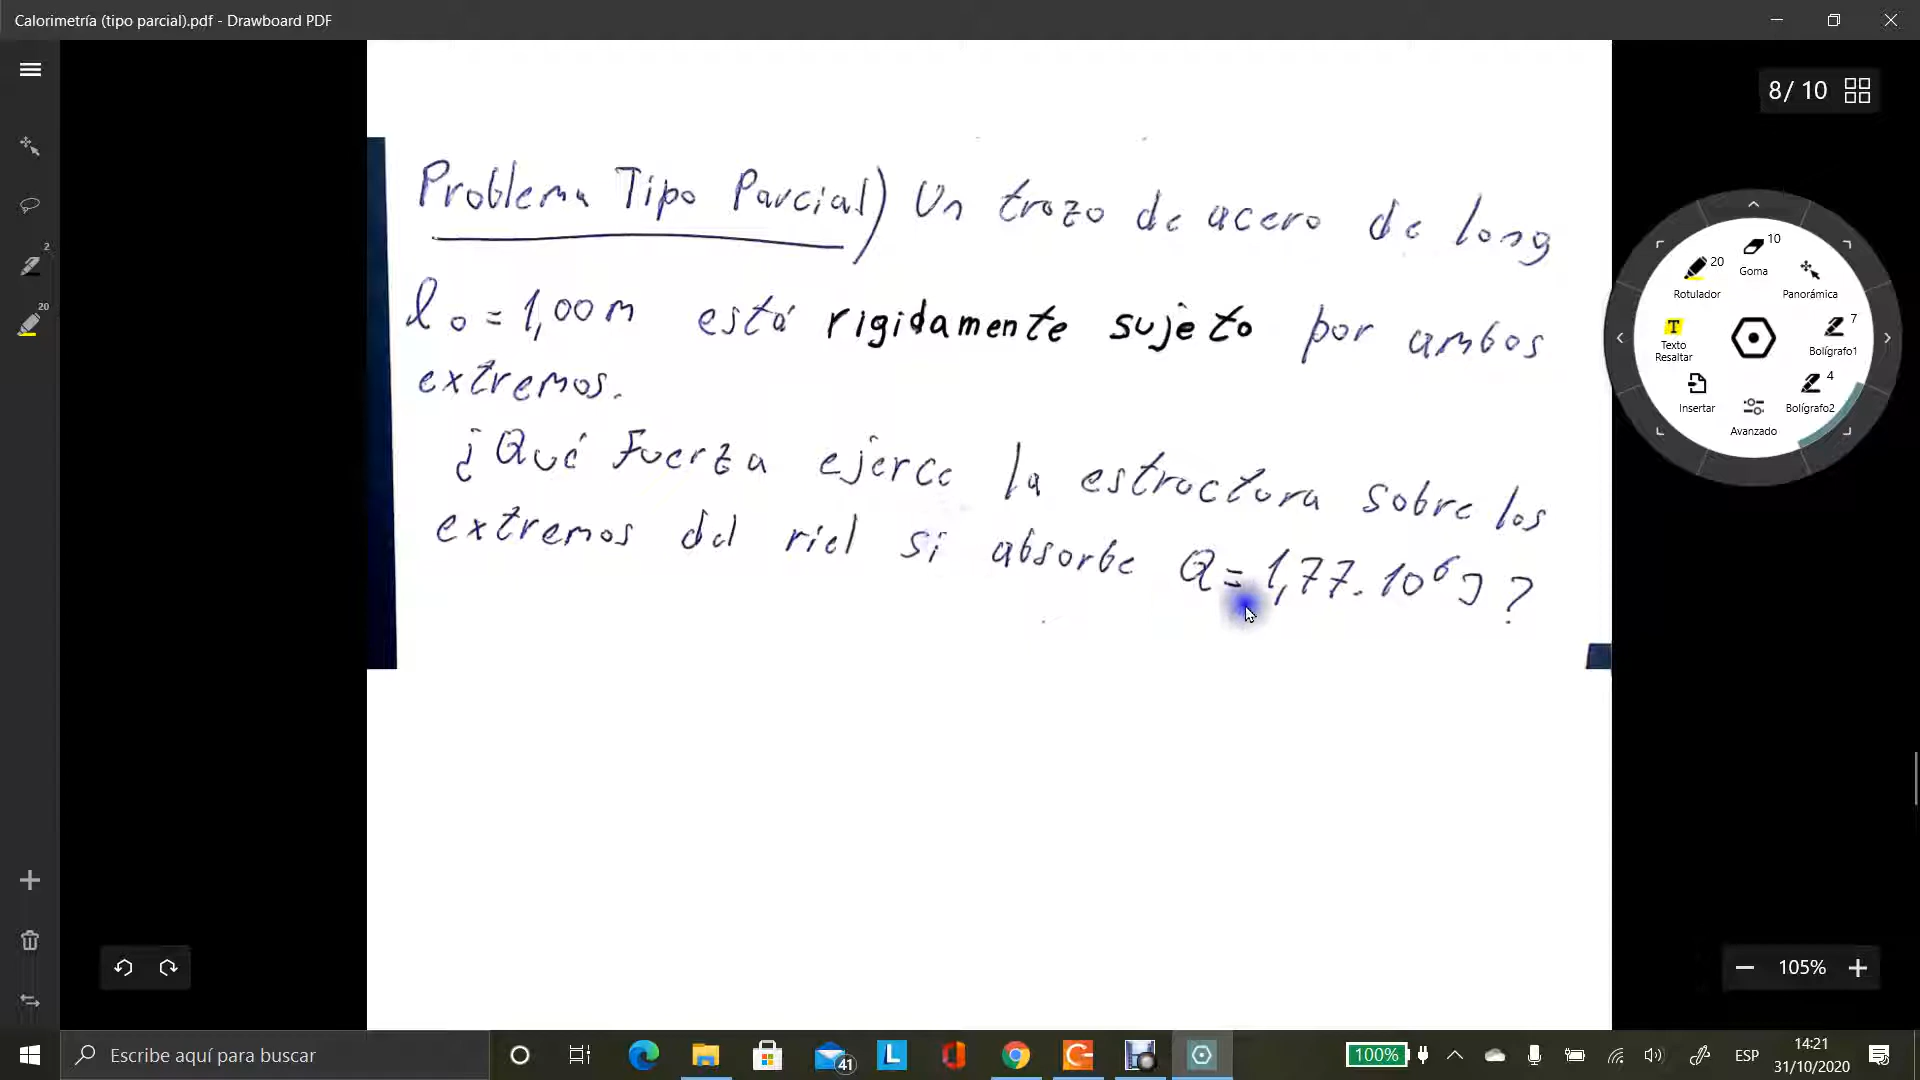 Calorimetría (tipo parcial).pdf - Drawboard PDF
8/ 10
Problema Tipo Parcial) Un trozo de acero de long
l₀ = 1,00 m está rigidamente sujeto por ambos
extremos.
¿Qué Fuerza ejerce la estructura sobre los
extremos del riel si absorbe Q = 1,77 . 10⁶ J ?
2
20
10
Goma
20
Rotulador
Panorámica
T
Texto
Resaltar
7
Bolígrafo1
Insertar
4
Bolígrafo2
Avanzado
105%
Escribe aquí para buscar
41
L
100%
ESP
14:21
31/10/2020